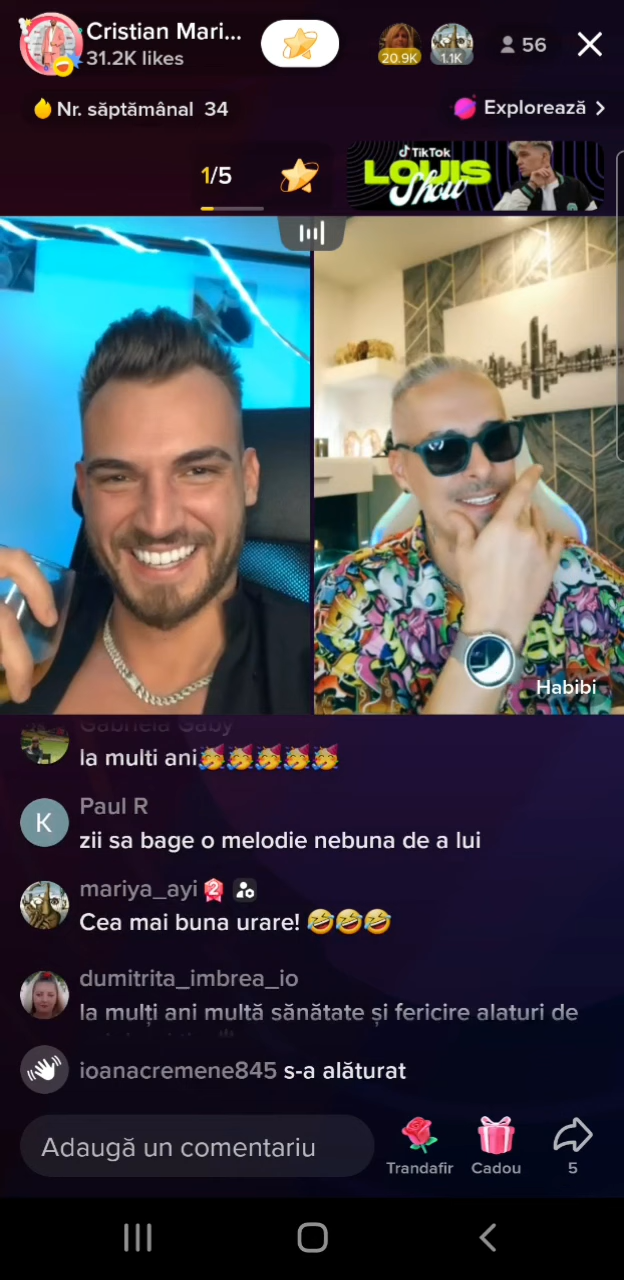 Cristian Mari...
31.2K likes
20.9K
1.1K
56
Nr. săptămânal 34
Explorează
1/5
TikTok
LOUIS
Show
Habibi
Gabriela Gaby
la multi ani🥳🥳🥳🥳🥳
K
Paul R
zii sa bage o melodie nebuna de a lui
mariya_ayi 2
Cea mai buna urare! 🤣🤣🤣
dumitrita_imbrea_io
la mulți ani multă sănătate și fericire alaturi de
ioanacremene845 s-a alăturat
Adaugă un comentariu
Trandafir
Cadou
5